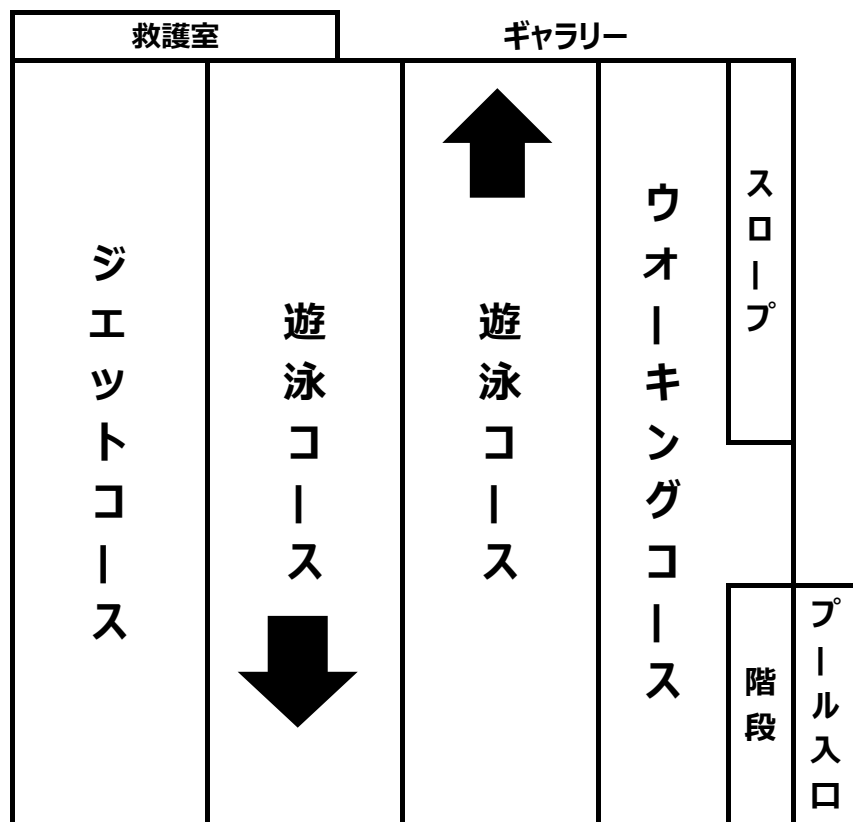 救護室
ギャラリー
ジエットコース
遊泳コース
遊泳コース
ウオーキングコース
スロープ
階段
プール入口